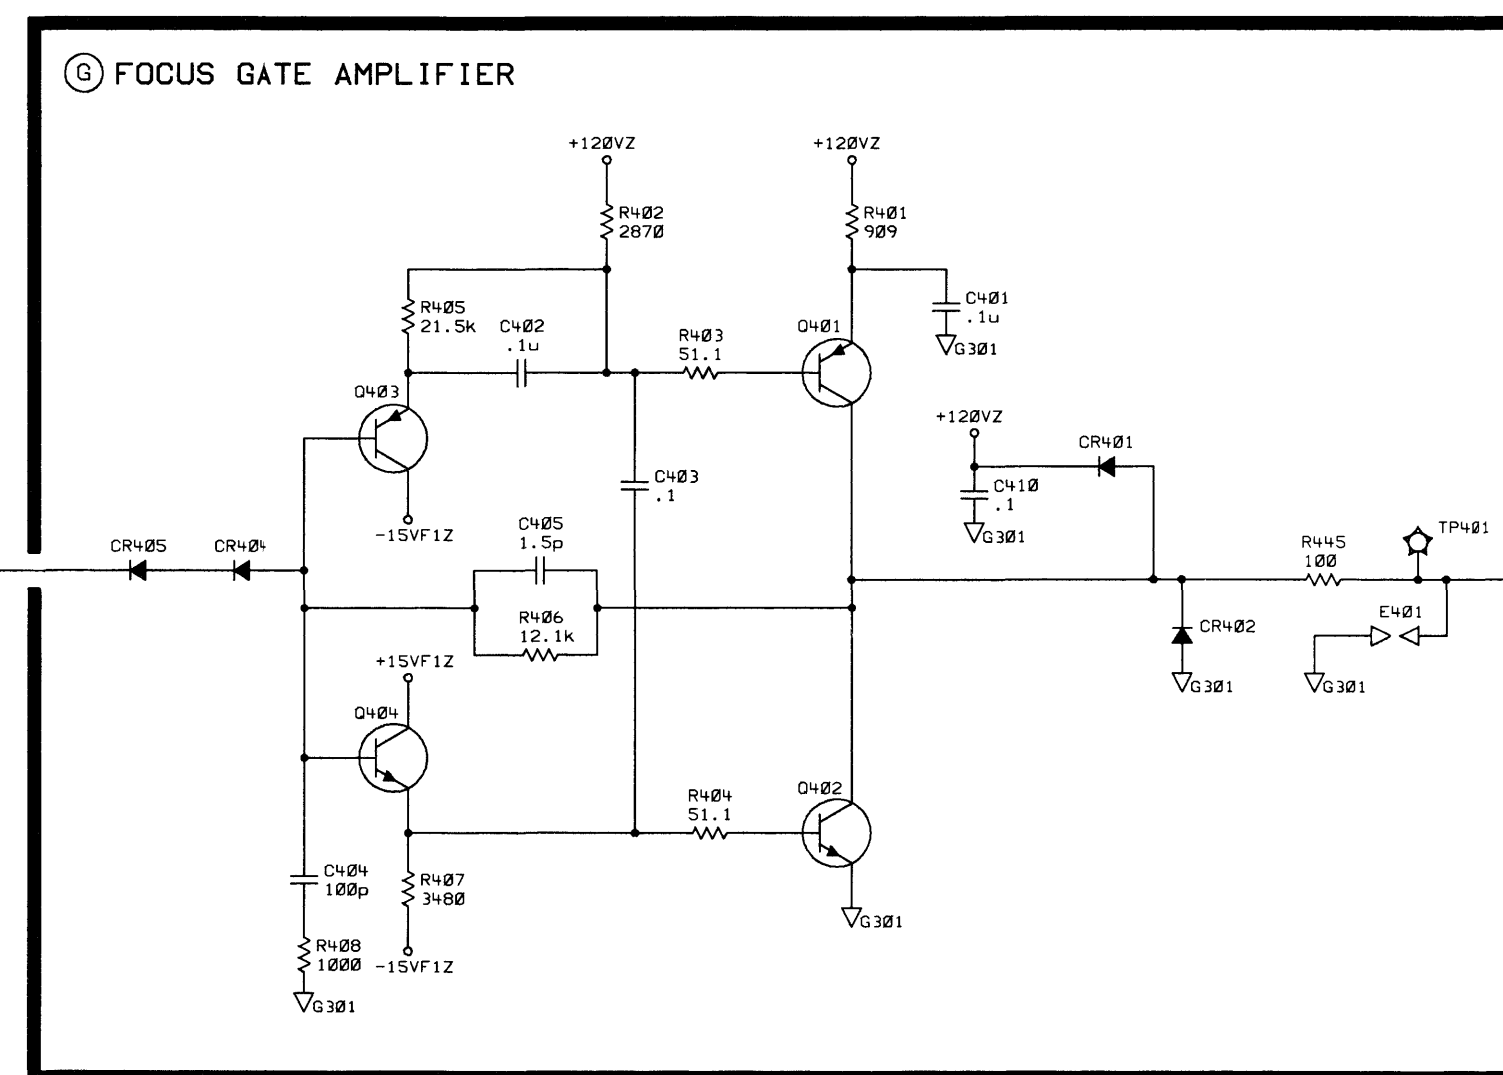 G FOCUS GATE AMPLIFIER
+12ØVZ
+12ØVZ
R4Ø2
287Ø
R4Ø1
9Ø9
R4Ø5
21.5k
C4Ø2
.1u
R4Ø3
51.1
Q4Ø1
C4Ø1
.1u
G3Ø1
Q4Ø3
-15VF1Z
C4Ø3
.1
+12ØVZ
CR4Ø1
C41Ø
.1
G3Ø1
CR4Ø5
CR4Ø4
C4Ø5
1.5p
R4Ø6
12.1k
R445
1ØØ
TP4Ø1
E4Ø1
G3Ø1
CR4Ø2
G3Ø1
+15VF1Z
Q4Ø4
R4Ø4
51.1
Q4Ø2
G3Ø1
C4Ø4
1ØØp
R4Ø7
348Ø
R4Ø8
1ØØØ
-15VF1Z
G3Ø1